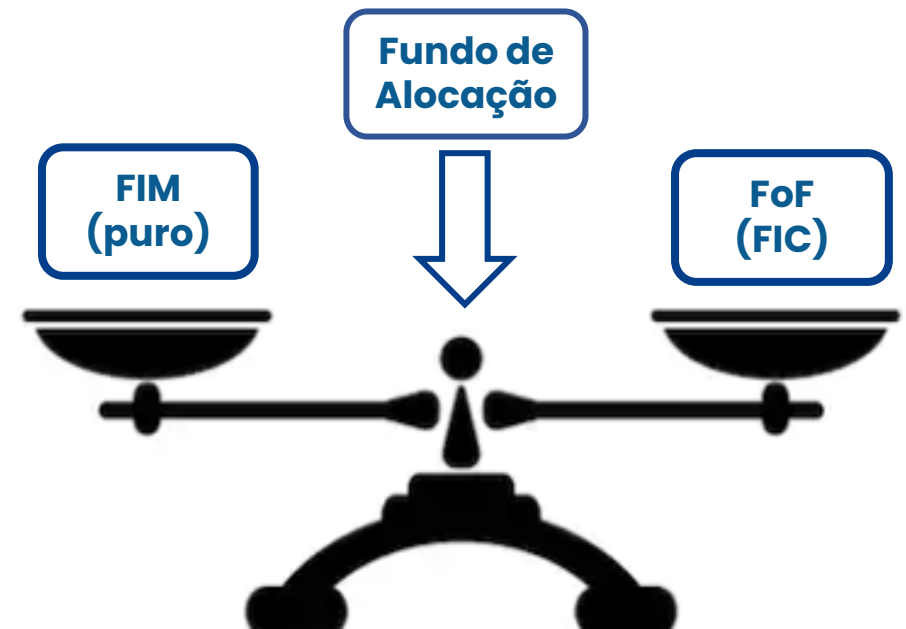 Fundo de
Alocação
FIM
(puro)
FoF
(FIC)